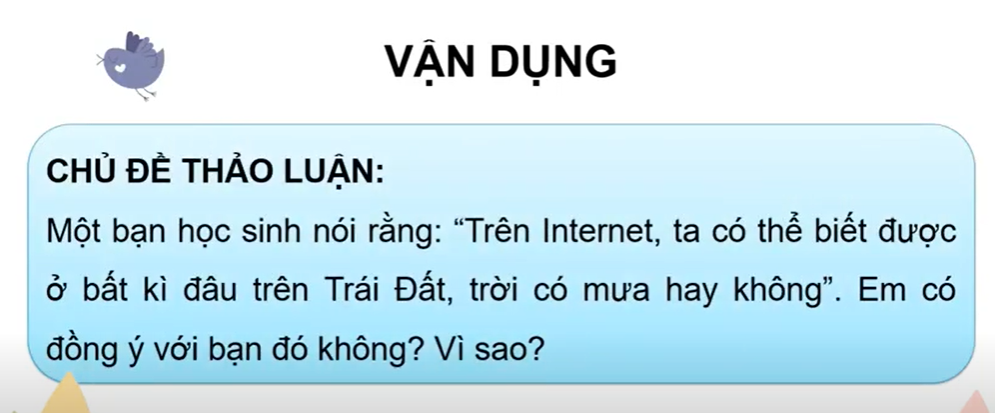 VẬN DỤNG
CHỦ ĐỀ THẢO LUẬN:
Một bạn học sinh nói rằng: “Trên Internet, ta có thể biết được
ở bất kì đâu trên Trái Đất, trời có mưa hay không”. Em có
đồng ý với bạn đó không? Vì sao?